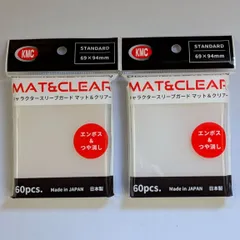 KMC
STANDARD
69×94mm
MAT&CLEAR
キャラクタースリーブガード マット&クリア
エンボス
&
つや消し
60pcs.
Made in JAPAN
日本製
KMC
STANDARD
69×94mm
MAT&CLEAR
キャラクタースリーブガード マット&クリア
エンボス
&
つや消し
60pcs.
Made in JAPAN
日本製